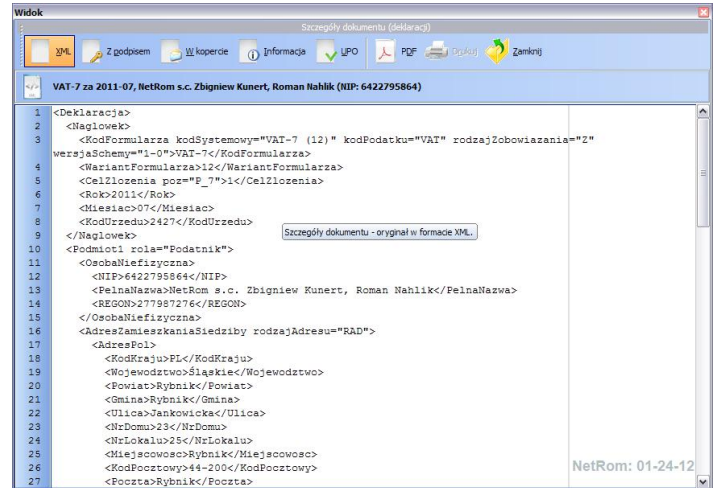 Widok
Szczegóły dokumentu (deklaracji)
XML Z podpisem W kopercie Informacja UPO PDF Drukuj Zamknij
VAT-7 za 2011-07, NetRom s.c. Zbigniew Kunert, Roman Nahlik (NIP: 6422795864)
1 <Deklaracja>
2 <Naglowek>
3 <KodFormularza kodSystemowy="VAT-7 (12)" kodPodatku="VAT" rodzajZobowiazania="Z"
wersjaSchemy="1-0">VAT-7</KodFormularza>
4 <WariantFormularza>12</WariantFormularza>
5 <CelZlozenia poz="P_7">1</CelZlozenia>
6 <Rok>2011</Rok>
7 <Miesiac>07</Miesiac>
8 <KodUrzedu>2427</KodUrzedu>
9 </Naglowek>
Szczegóły dokumentu - oryginał w formacie XML.
10 <Podmiot1 rola="Podatnik">
11 <OsobaNiefizyczna>
12 <NIP>6422795864</NIP>
13 <PelnaNazwa>NetRom s.c. Zbigniew Kunert, Roman Nahlik</PelnaNazwa>
14 <REGON>277987276</REGON>
15 </OsobaNiefizyczna>
16 <AdresZamieszkaniaSiedziby rodzajAdresu="RAD">
17 <AdresPol>
18 <KodKraju>PL</KodKraju>
19 <Wojewodztwo>Śląskie</Wojewodztwo>
20 <Powiat>Rybnik</Powiat>
21 <Gmina>Rybnik</Gmina>
22 <Ulica>Jankowicka</Ulica>
23 <NrDomu>23</NrDomu>
24 <NrLokalu>25</NrLokalu>
25 <Miejscowosc>Rybnik</Miejscowosc>
26 <KodPocztowy>44-200</KodPocztowy>
27 <Poczta>Rybnik</Poczta>
NetRom: 01-24-12